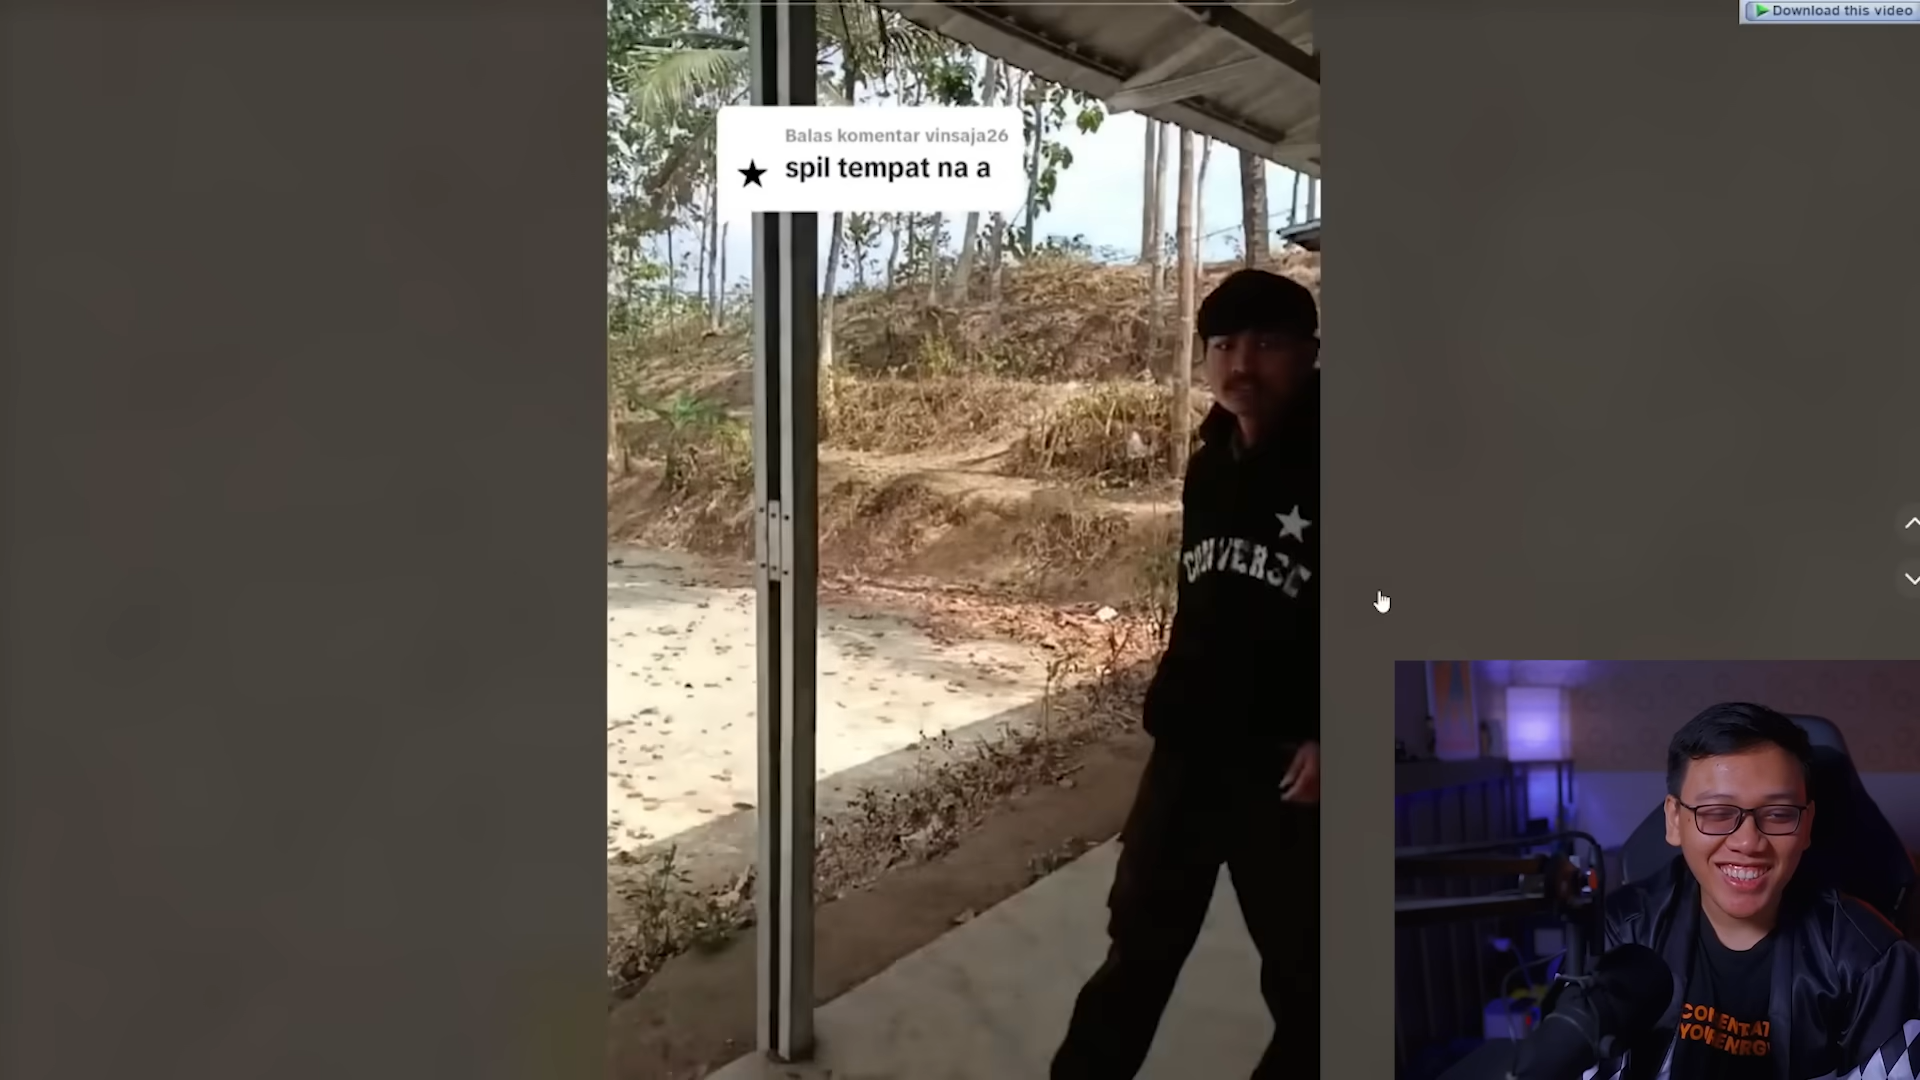 Download this video
Balas komentar vinsaja26
spil tempat na a
CONVERSE